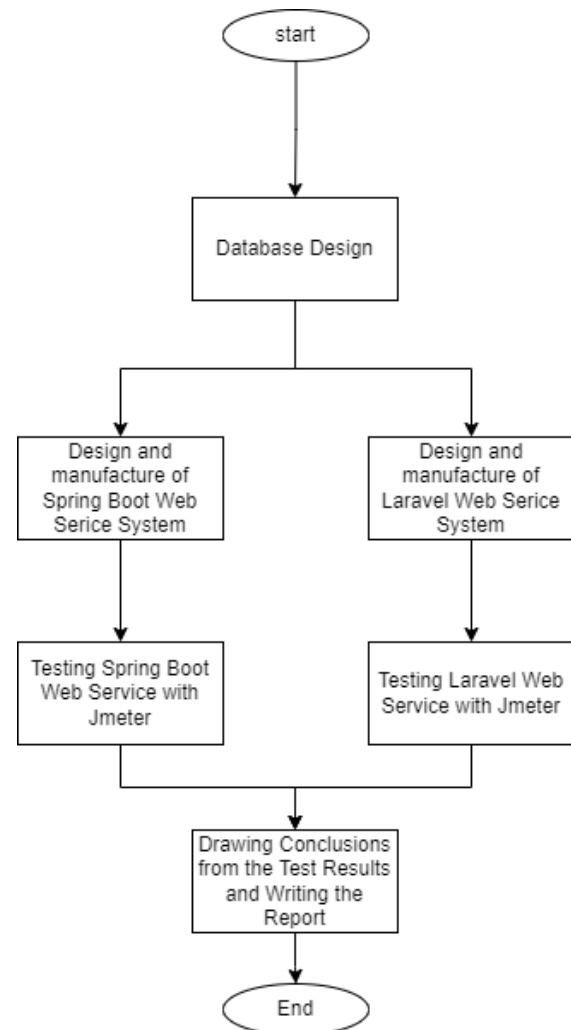 start
Database Design
Design and
manufacture of
Spring Boot Web
Serice System
Design and
manufacture of
Laravel Web Serice
System
Testing Spring Boot
Web Service with
Jmeter
Testing Laravel Web
Service with Jmeter
Drawing Conclusions
from the Test Results
and Writing the
Report
End